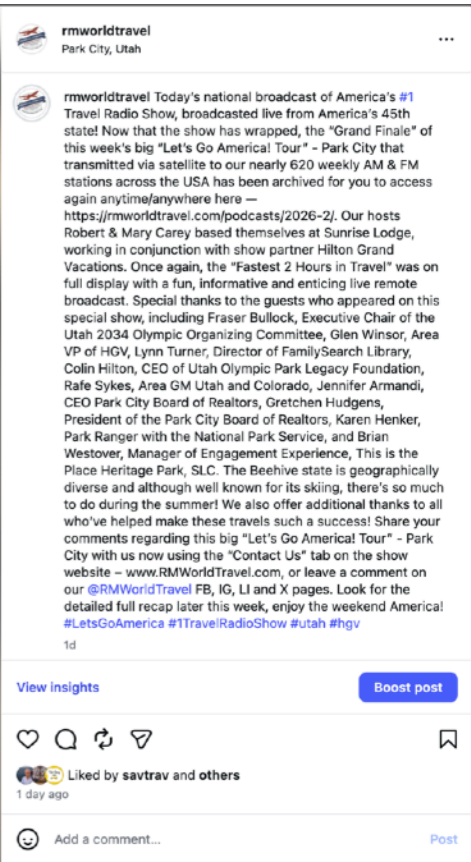 rmworldtravel
Park City, Utah
rmworldtravel Today's national broadcast of America's #1
Travel Radio Show, broadcasted live from America's 45th
state! Now that the show has wrapped, the "Grand Finale" of
this week's big "Let's Go America! Tour" - Park City that
transmitted via satellite to our nearly 620 weekly AM & FM
stations across the USA has been archived for you to access
again anytime/anywhere here —
https://rmworldtravel.com/podcasts/2026-2/. Our hosts
Robert & Mary Carey based themselves at Sunrise Lodge,
working in conjunction with show partner Hilton Grand
Vacations. Once again, the "Fastest 2 Hours in Travel" was on
full display with a fun, informative and enticing live remote
broadcast. Special thanks to the guests who appeared on this
special show, including Fraser Bullock, Executive Chair of the
Utah 2034 Olympic Organizing Committee, Glen Winsor, Area
VP of HGV, Lynn Turner, Director of FamilySearch Library,
Colin Hilton, CEO of Utah Olympic Park Legacy Foundation,
Rafe Sykes, Area GM Utah and Colorado, Jennifer Armandi,
CEO Park City Board of Realtors, Gretchen Hudgens,
President of the Park City Board of Realtors, Karen Henker,
Park Ranger with the National Park Service, and Brian
Westover, Manager of Engagement Experience, This is the
Place Heritage Park, SLC. The Beehive state is geographically
diverse and although well known for its skiing, there's so much
to do during the summer! We also offer additional thanks to all
who've helped make these travels such a success! Share your
comments regarding this big "Let's Go America! Tour" - Park
City with us now using the "Contact Us" tab on the show
website – www.RMWorldTravel.com, or leave a comment on
our @RMWorldTravel FB, IG, LI and X pages. Look for the
detailed full recap later this week, enjoy the weekend America!
#LetsGoAmerica #1TravelRadioShow #utah #hgv
1d
View insights
Boost post
Liked by savtrav and others
1 day ago
Add a comment...
Post